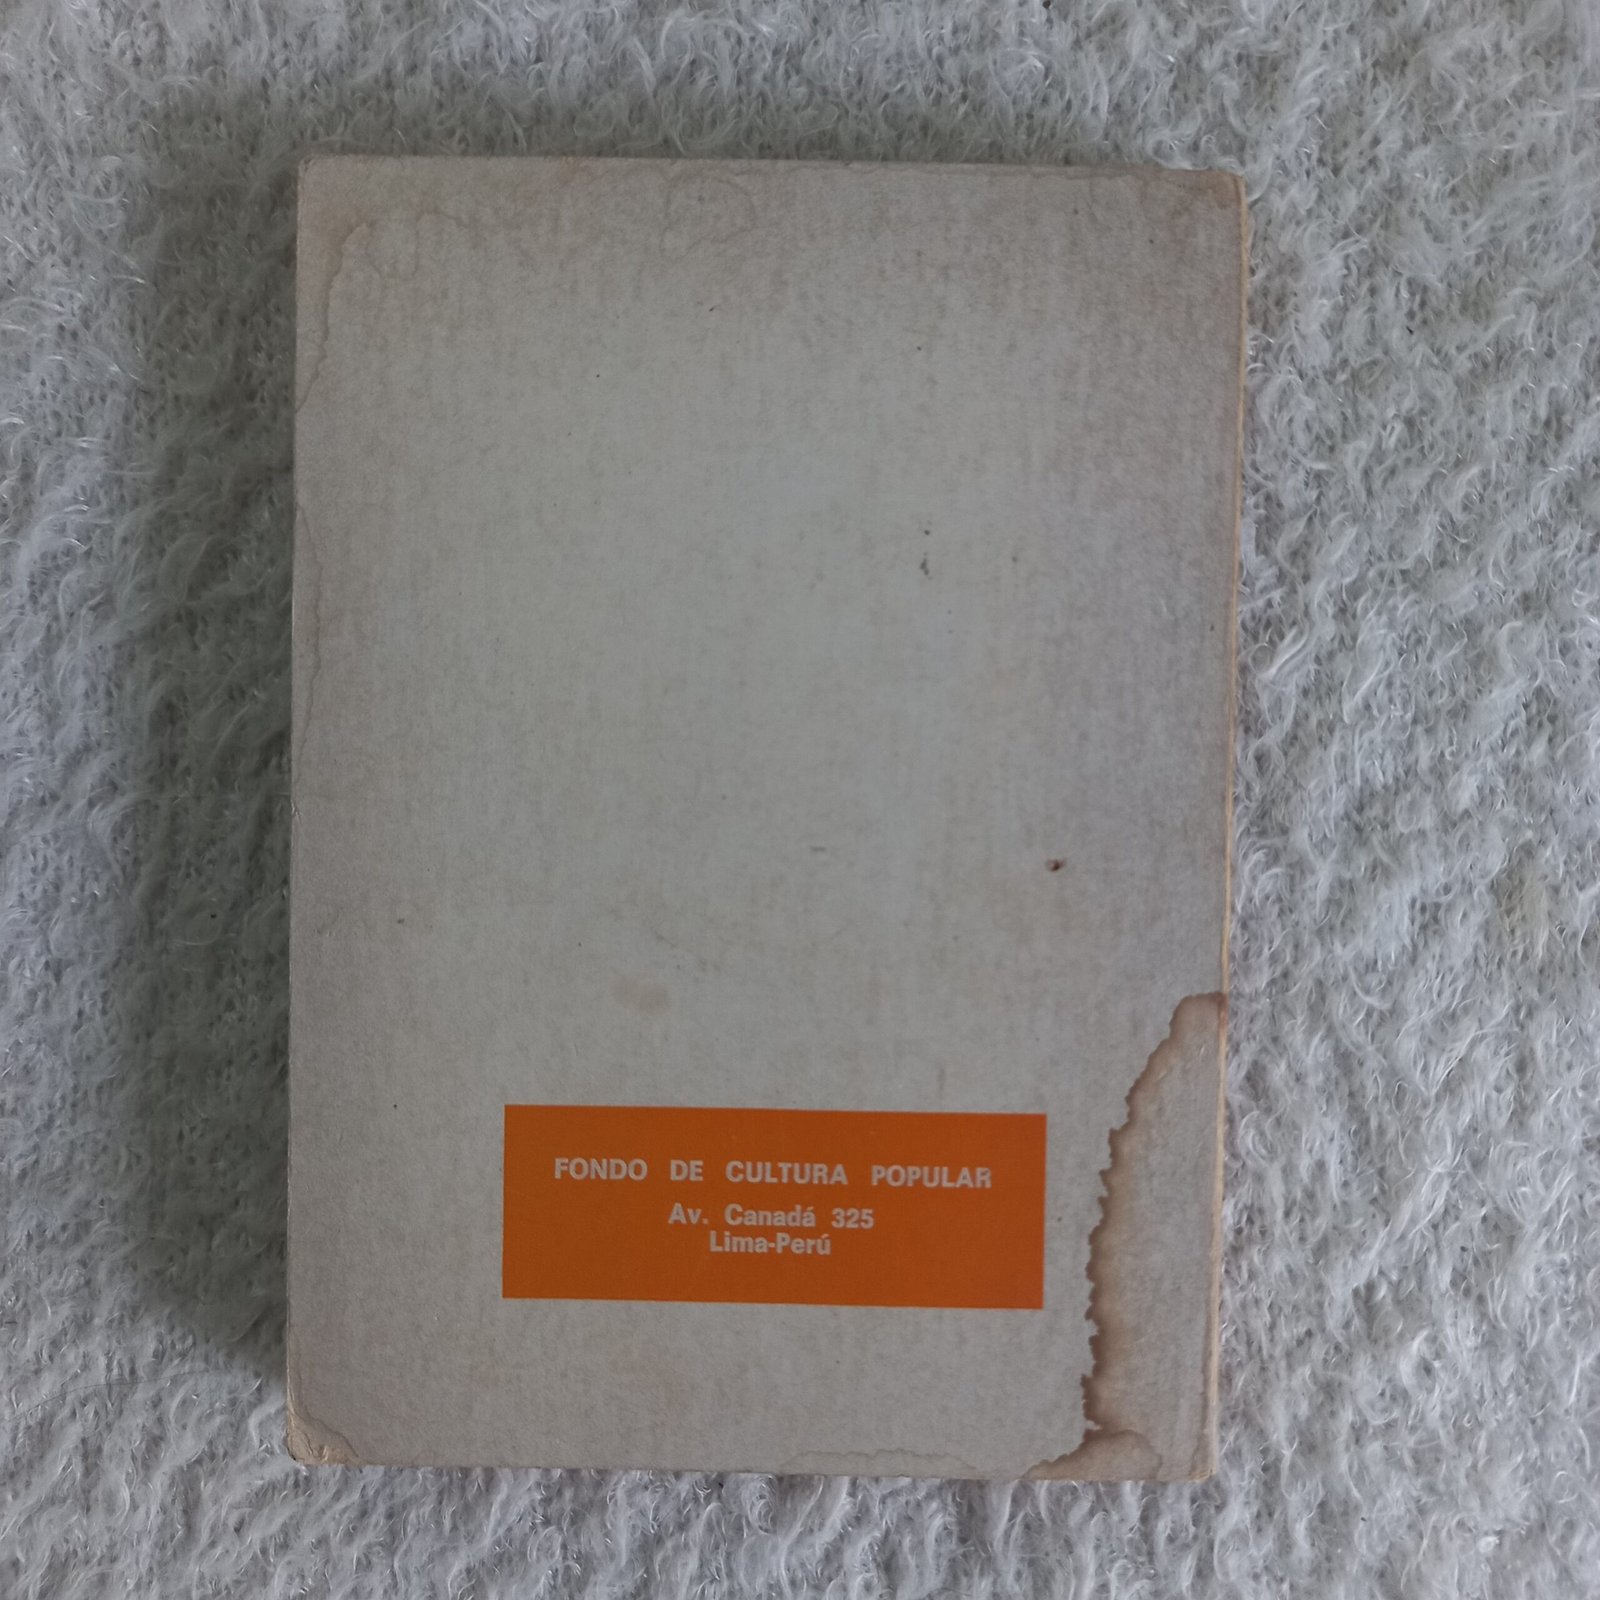 FONDO DE CULTURA POPULAR
Av. Canadá 325
Lima-Perú